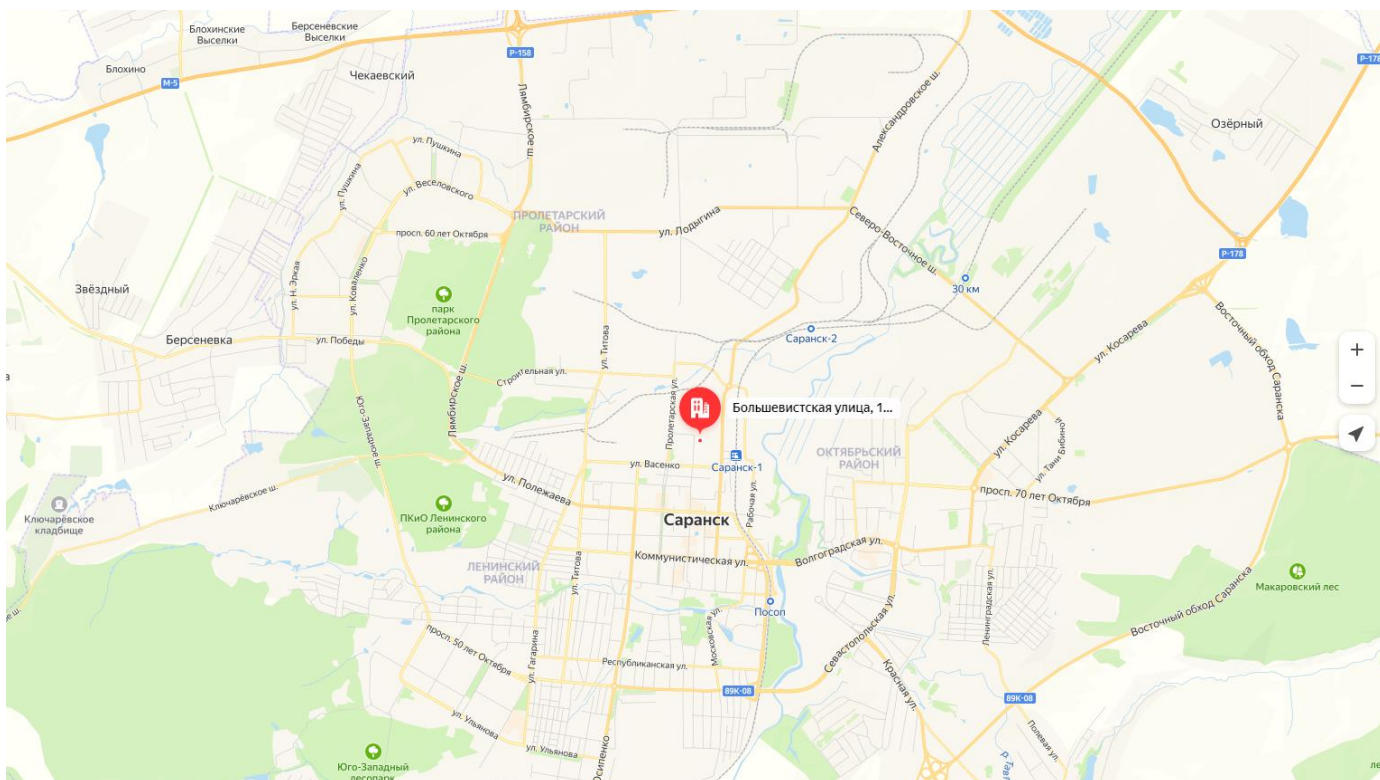 Блохинские
Выселки
Берсеневские
Выселки
Р-158
Р-178
Блохино
М-5
Чекаевский
Лямбирское ш.
Александровское ш.
Озёрный
ул. Пушкина
ул. Пушкина
ул. Веселовского
ПРОЛЕТАРСКИЙ
РАЙОН
ул. Лодыгина
просп. 60 лет Октября
Северо-Восточное ш.
Р-178
ул. Н. Эркая
ул. Коваленко
30 км
Звёздный
парк
Пролетарского
района
Восточный обход Саранска
Берсеневка
ул. Победы
ул. Титова
Саранск-2
ул. Косарева
Строительная ул.
Лямбирское ш.
Юго-Западное ш.
Пролетарская ул.
Большевистская улица, 1...
ул. Косарева
ул. Тани Бибиной
ОКТЯБРЬСКИЙ
РАЙОН
ул. Васенко
Саранск-1
ул. Полежаева
Рабочая ул.
просп. 70 лет Октября
Ключарёвское ш.
Ключарёвское
кладбище
ПКиО Ленинского
района
Саранск
Волгоградская ул.
Коммунистическая ул.
ЛЕНИНСКИЙ
РАЙОН
ул. Титова
Макаровский лес
Посоп
Московская ул.
Ленинградская ул.
Восточный обход Саранска
Севастопольская ул.
просп. 50 лет Октября
ул. Гагарина
Республиканская ул.
89К-08
Красная ул.
89К-08
ул. Ульянова
ул. Ульянова
Полевая ул.
Юго-Западный
лесопарк